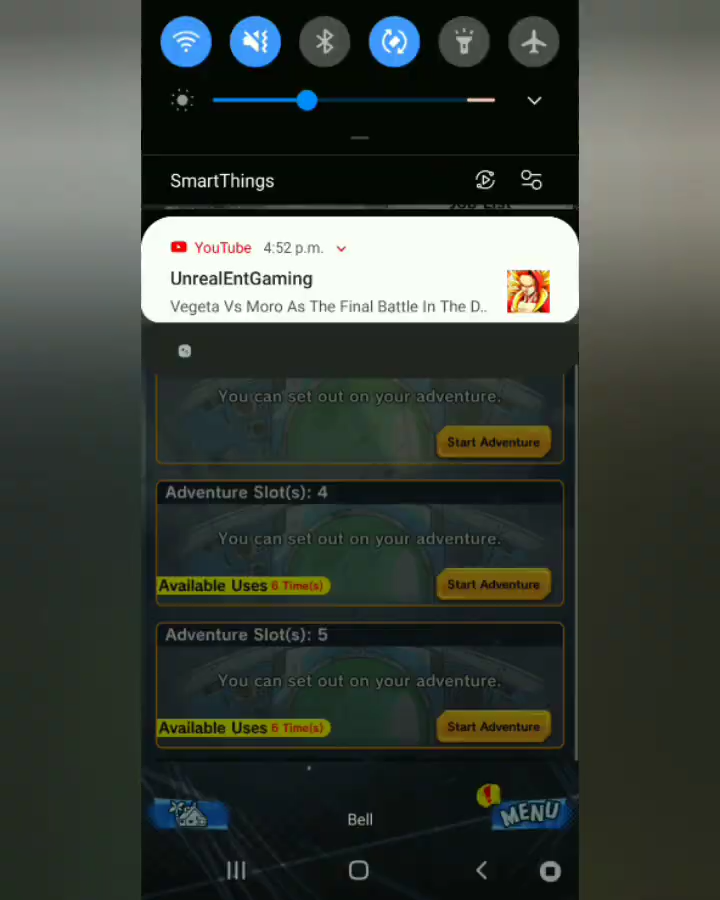 SmartThings
Job List
YouTube 4:52 p.m.
UnrealEntGaming
Vegeta Vs Moro As The Final Battle In The D..
You can set out on your adventure.
Start Adventure
Adventure Slot(s): 4
You can set out on your adventure.
Available Uses 6 Time(s)
Start Adventure
Adventure Slot(s): 5
You can set out on your adventure.
Available Uses 6 Time(s)
Start Adventure
Bell
MENU